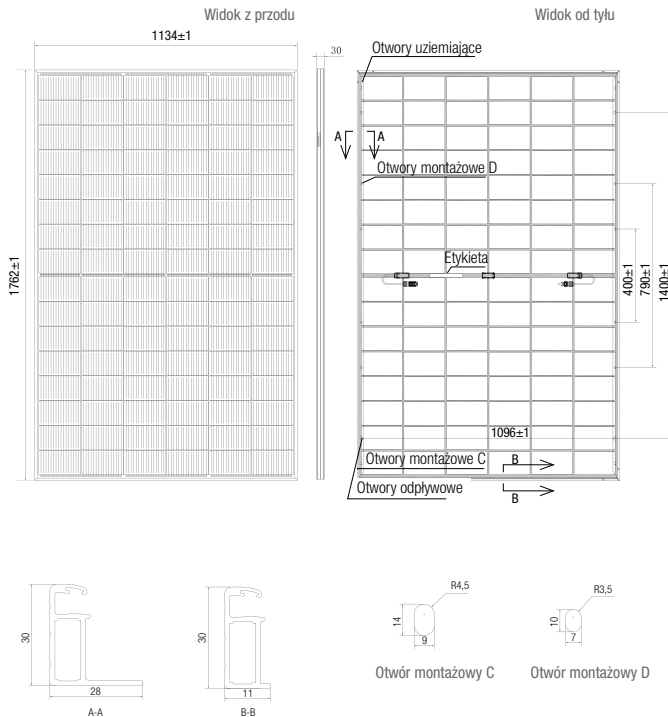 Widok z przodu
Widok od tyłu
1134±1
30
1762±1
Otwory uziemiające
A
A
Otwory montażowe D
Etykieta
400±1
790±1
1400±1
1096±1
Otwory montażowe C
B
Otwory odpływowe
B
30
28
A-A
30
11
B-B
R4,5
14
9
Otwór montażowy C
R3,5
10
7
Otwór montażowy D